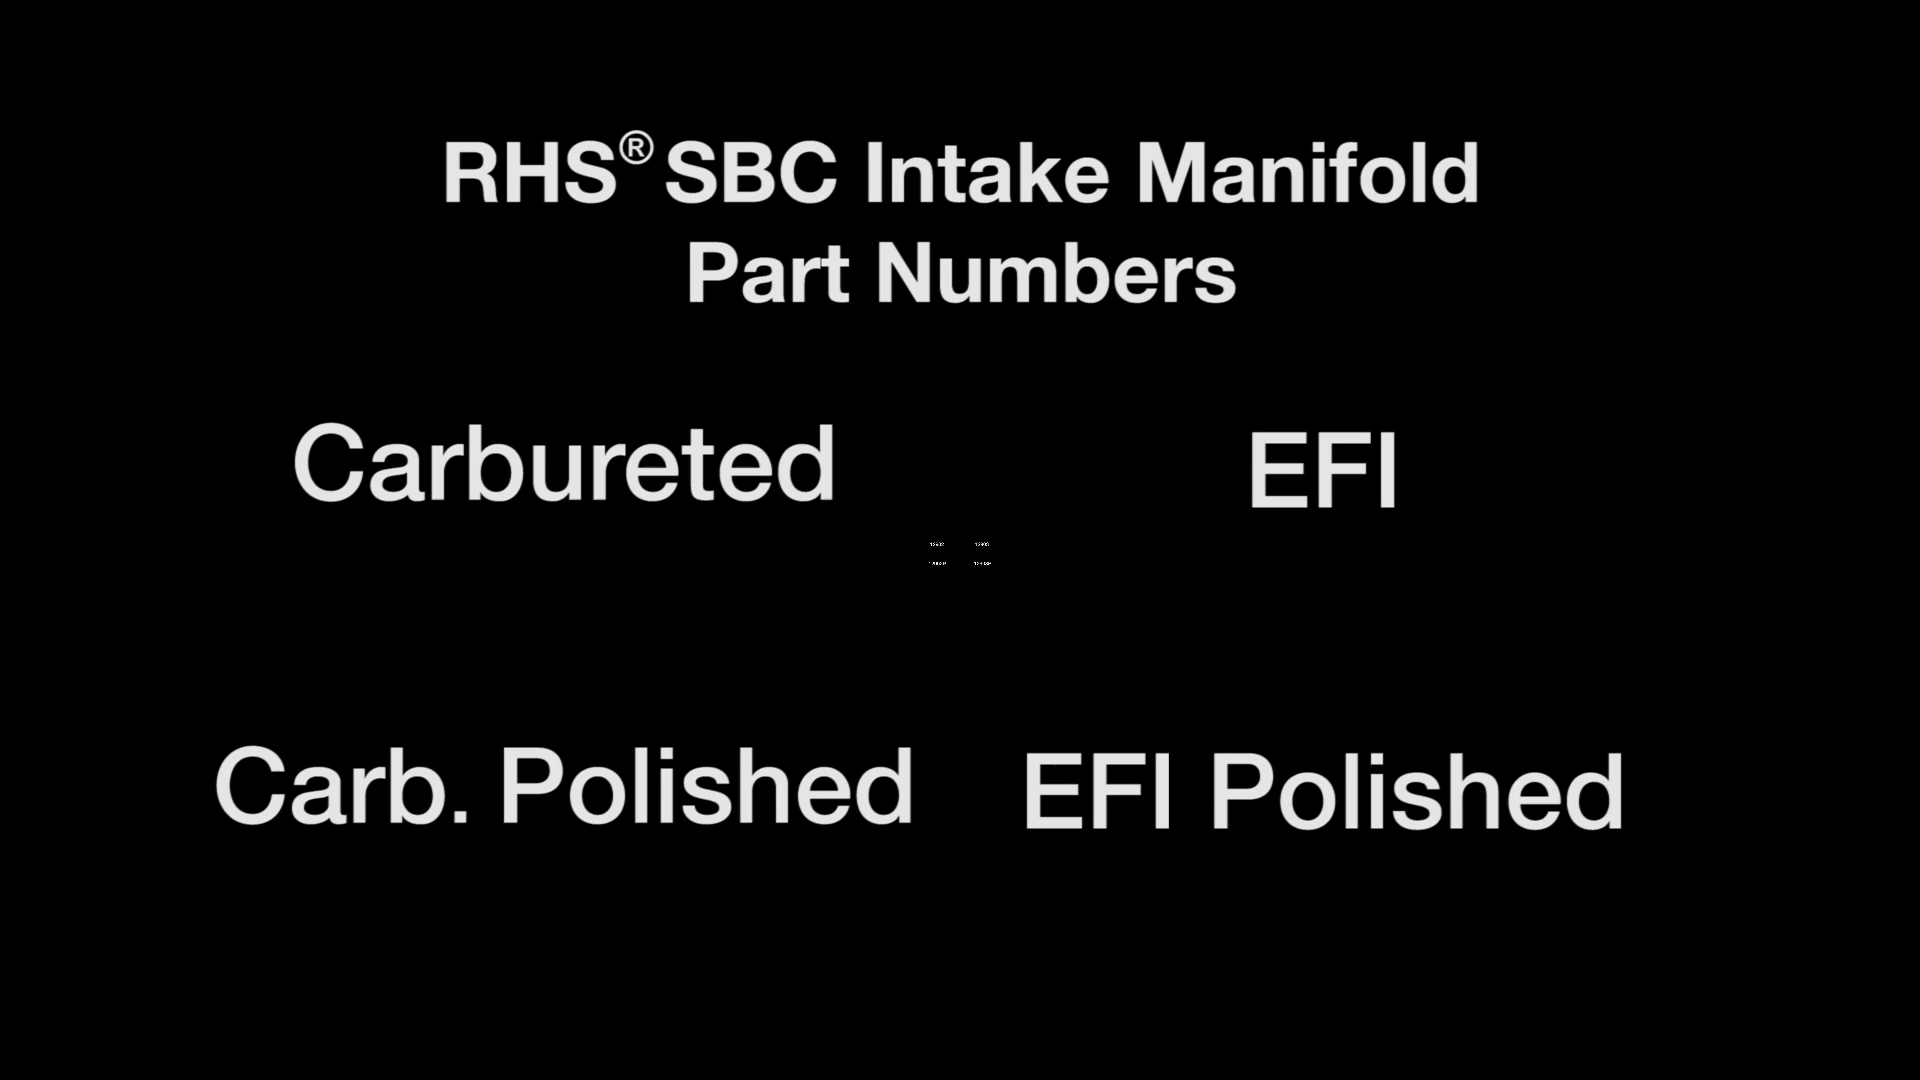 RHS® SBC Intake Manifold
Part Numbers
Carbureted EFI
Carb. Polished EFI Polished